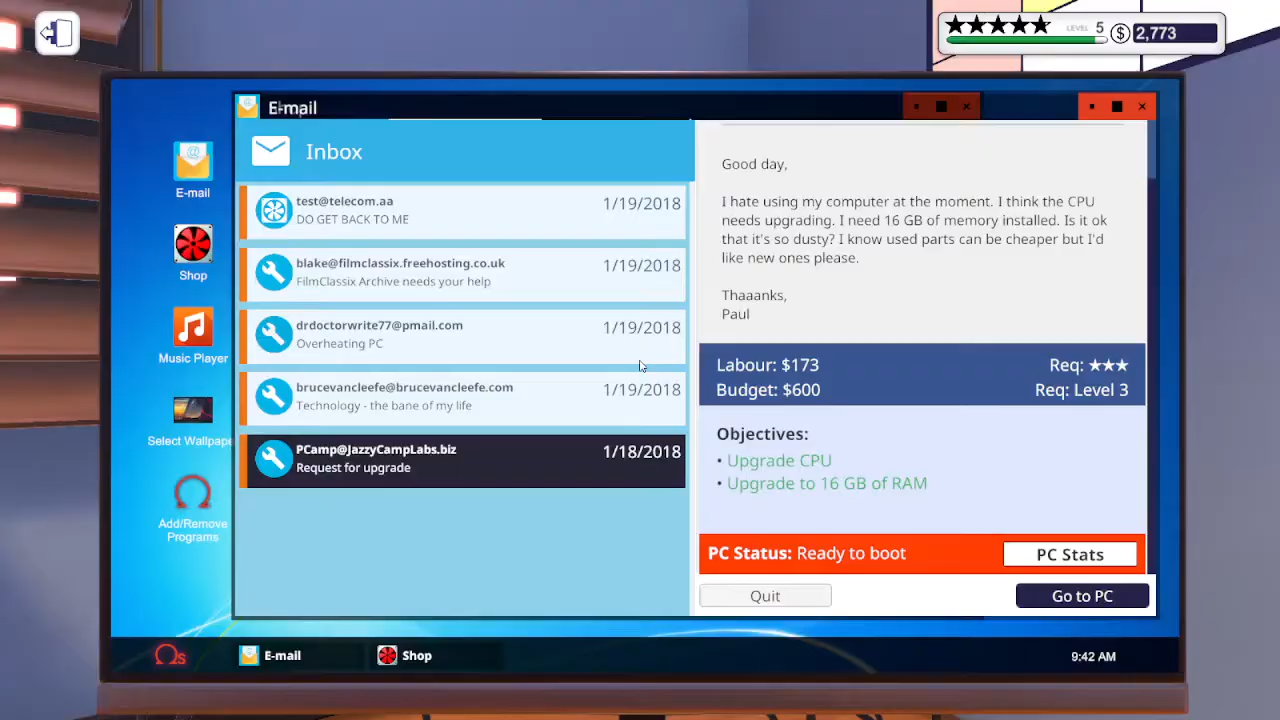 LEVEL 5
$ 2,773
E-mail
Inbox
test@telecom.aa
DO GET BACK TO ME
1/19/2018
blake@filmclassix.freehosting.co.uk
FilmClassix Archive needs your help
1/19/2018
drdoctorwrite77@pmail.com
Overheating PC
1/19/2018
brucevancleefe@brucevancleefe.com
Technology - the bane of my life
1/19/2018
PCamp@JazzyCampLabs.biz
Request for upgrade
1/18/2018
Good day,
I hate using my computer at the moment. I think the CPU
needs upgrading. I need 16 GB of memory installed. Is it ok
that it's so dusty? I know used parts can be cheaper but I'd
like new ones please.
Thaaanks,
Paul
Labour: $173
Req: ★★★
Budget: $600
Req: Level 3
Objectives:
• Upgrade CPU
• Upgrade to 16 GB of RAM
PC Status: Ready to boot
PC Stats
Quit
Go to PC
E-mail
Shop
Music Player
Select Wallpape
Add/Remove
Programs
Ωs
E-mail
Shop
9:42 AM